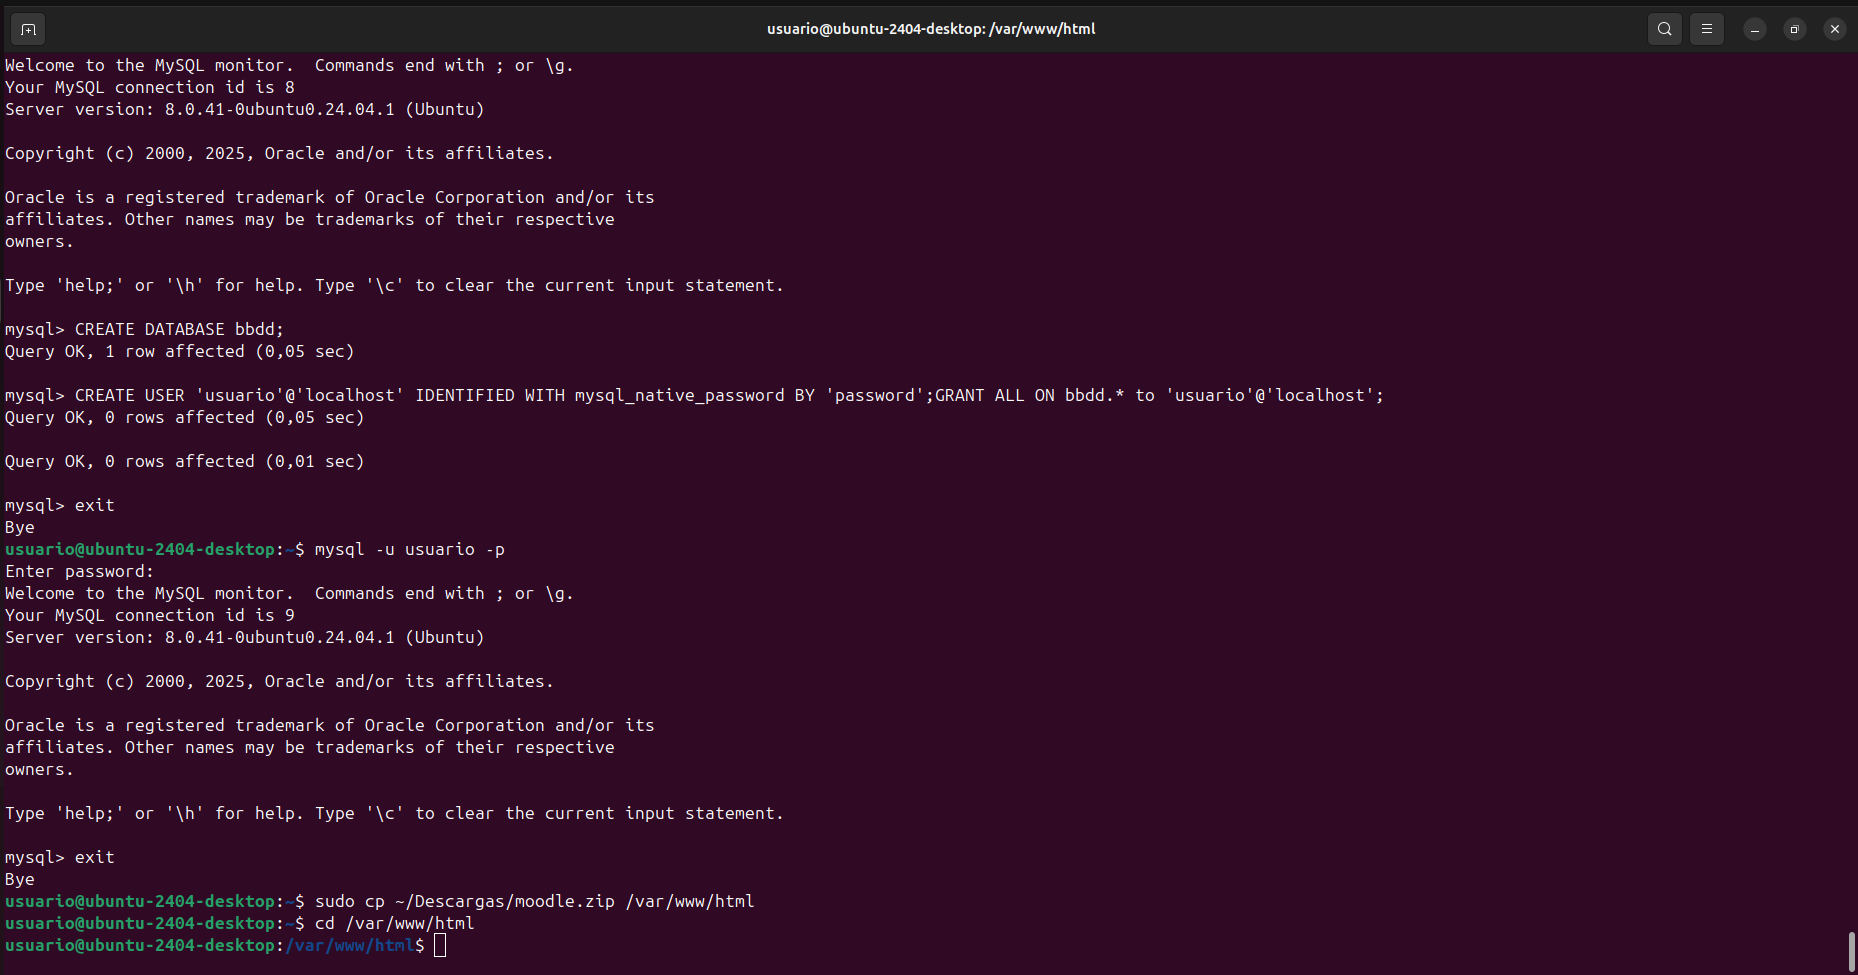 usuario@ubuntu-2404-desktop: /var/www/html
Welcome to the MySQL monitor.  Commands end with ; or \g.
Your MySQL connection id is 8
Server version: 8.0.41-0ubuntu0.24.04.1 (Ubuntu)
Copyright (c) 2000, 2025, Oracle and/or its affiliates.
Oracle is a registered trademark of Oracle Corporation and/or its
affiliates. Other names may be trademarks of their respective
owners.
Type 'help;' or '\h' for help. Type '\c' to clear the current input statement.
mysql> CREATE DATABASE bbdd;
Query OK, 1 row affected (0,05 sec)
mysql> CREATE USER 'usuario'@'localhost' IDENTIFIED WITH mysql_native_password BY 'password';GRANT ALL ON bbdd.* to 'usuario'@'localhost';
Query OK, 0 rows affected (0,05 sec)
Query OK, 0 rows affected (0,01 sec)
mysql> exit
Bye
usuario@ubuntu-2404-desktop:~$ mysql -u usuario -p
Enter password:
Welcome to the MySQL monitor.  Commands end with ; or \g.
Your MySQL connection id is 9
Server version: 8.0.41-0ubuntu0.24.04.1 (Ubuntu)
Copyright (c) 2000, 2025, Oracle and/or its affiliates.
Oracle is a registered trademark of Oracle Corporation and/or its
affiliates. Other names may be trademarks of their respective
owners.
Type 'help;' or '\h' for help. Type '\c' to clear the current input statement.
mysql> exit
Bye
usuario@ubuntu-2404-desktop:~$ sudo cp ~/Descargas/moodle.zip /var/www/html
usuario@ubuntu-2404-desktop:~$ cd /var/www/html
usuario@ubuntu-2404-desktop:/var/www/html$